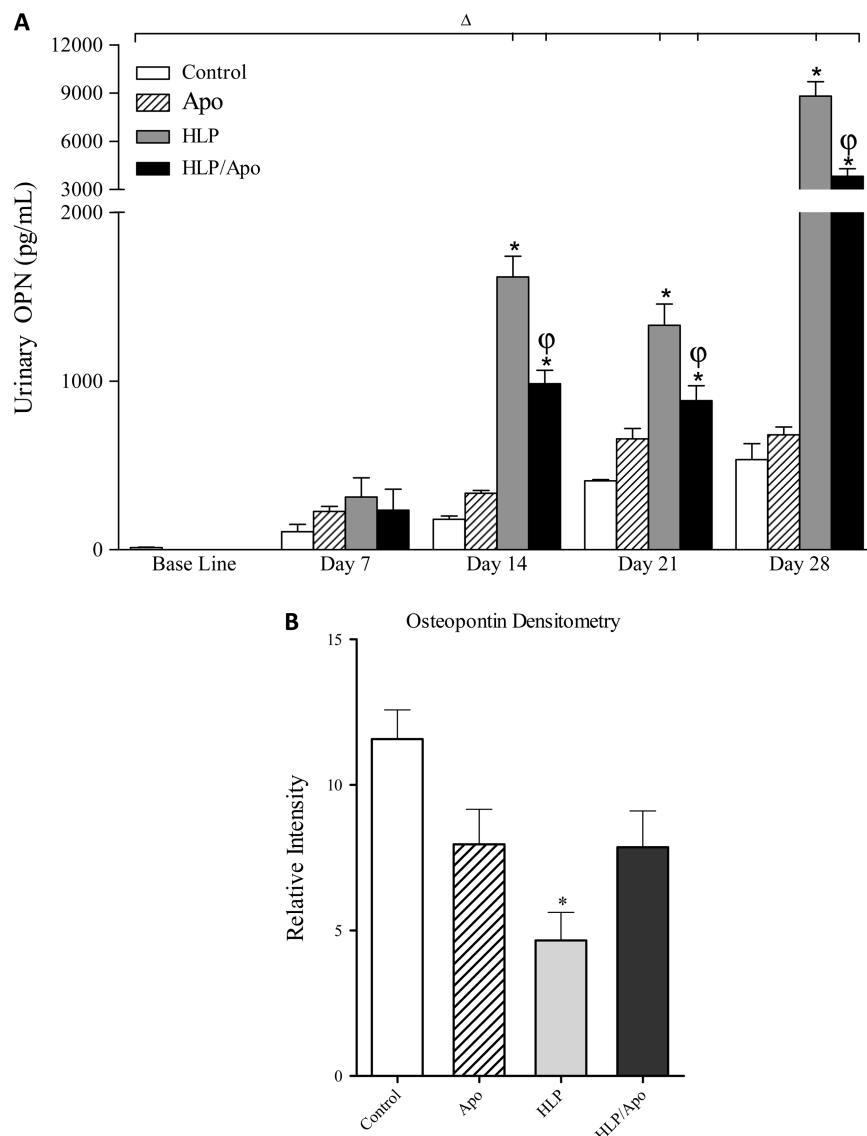 A
Δ
12000
9000
6000
3000
2000
1000
0
Urinary OPN (pg/mL)
Control
Apo
HLP
HLP/Apo
*
φ
*
*
φ
*
*
φ
*
Base Line
Day 7
Day 14
Day 21
Day 28
B
Osteopontin Densitometry
15
10
5
0
Relative Intensity
*
Control
Apo
HLP
HLP/Apo